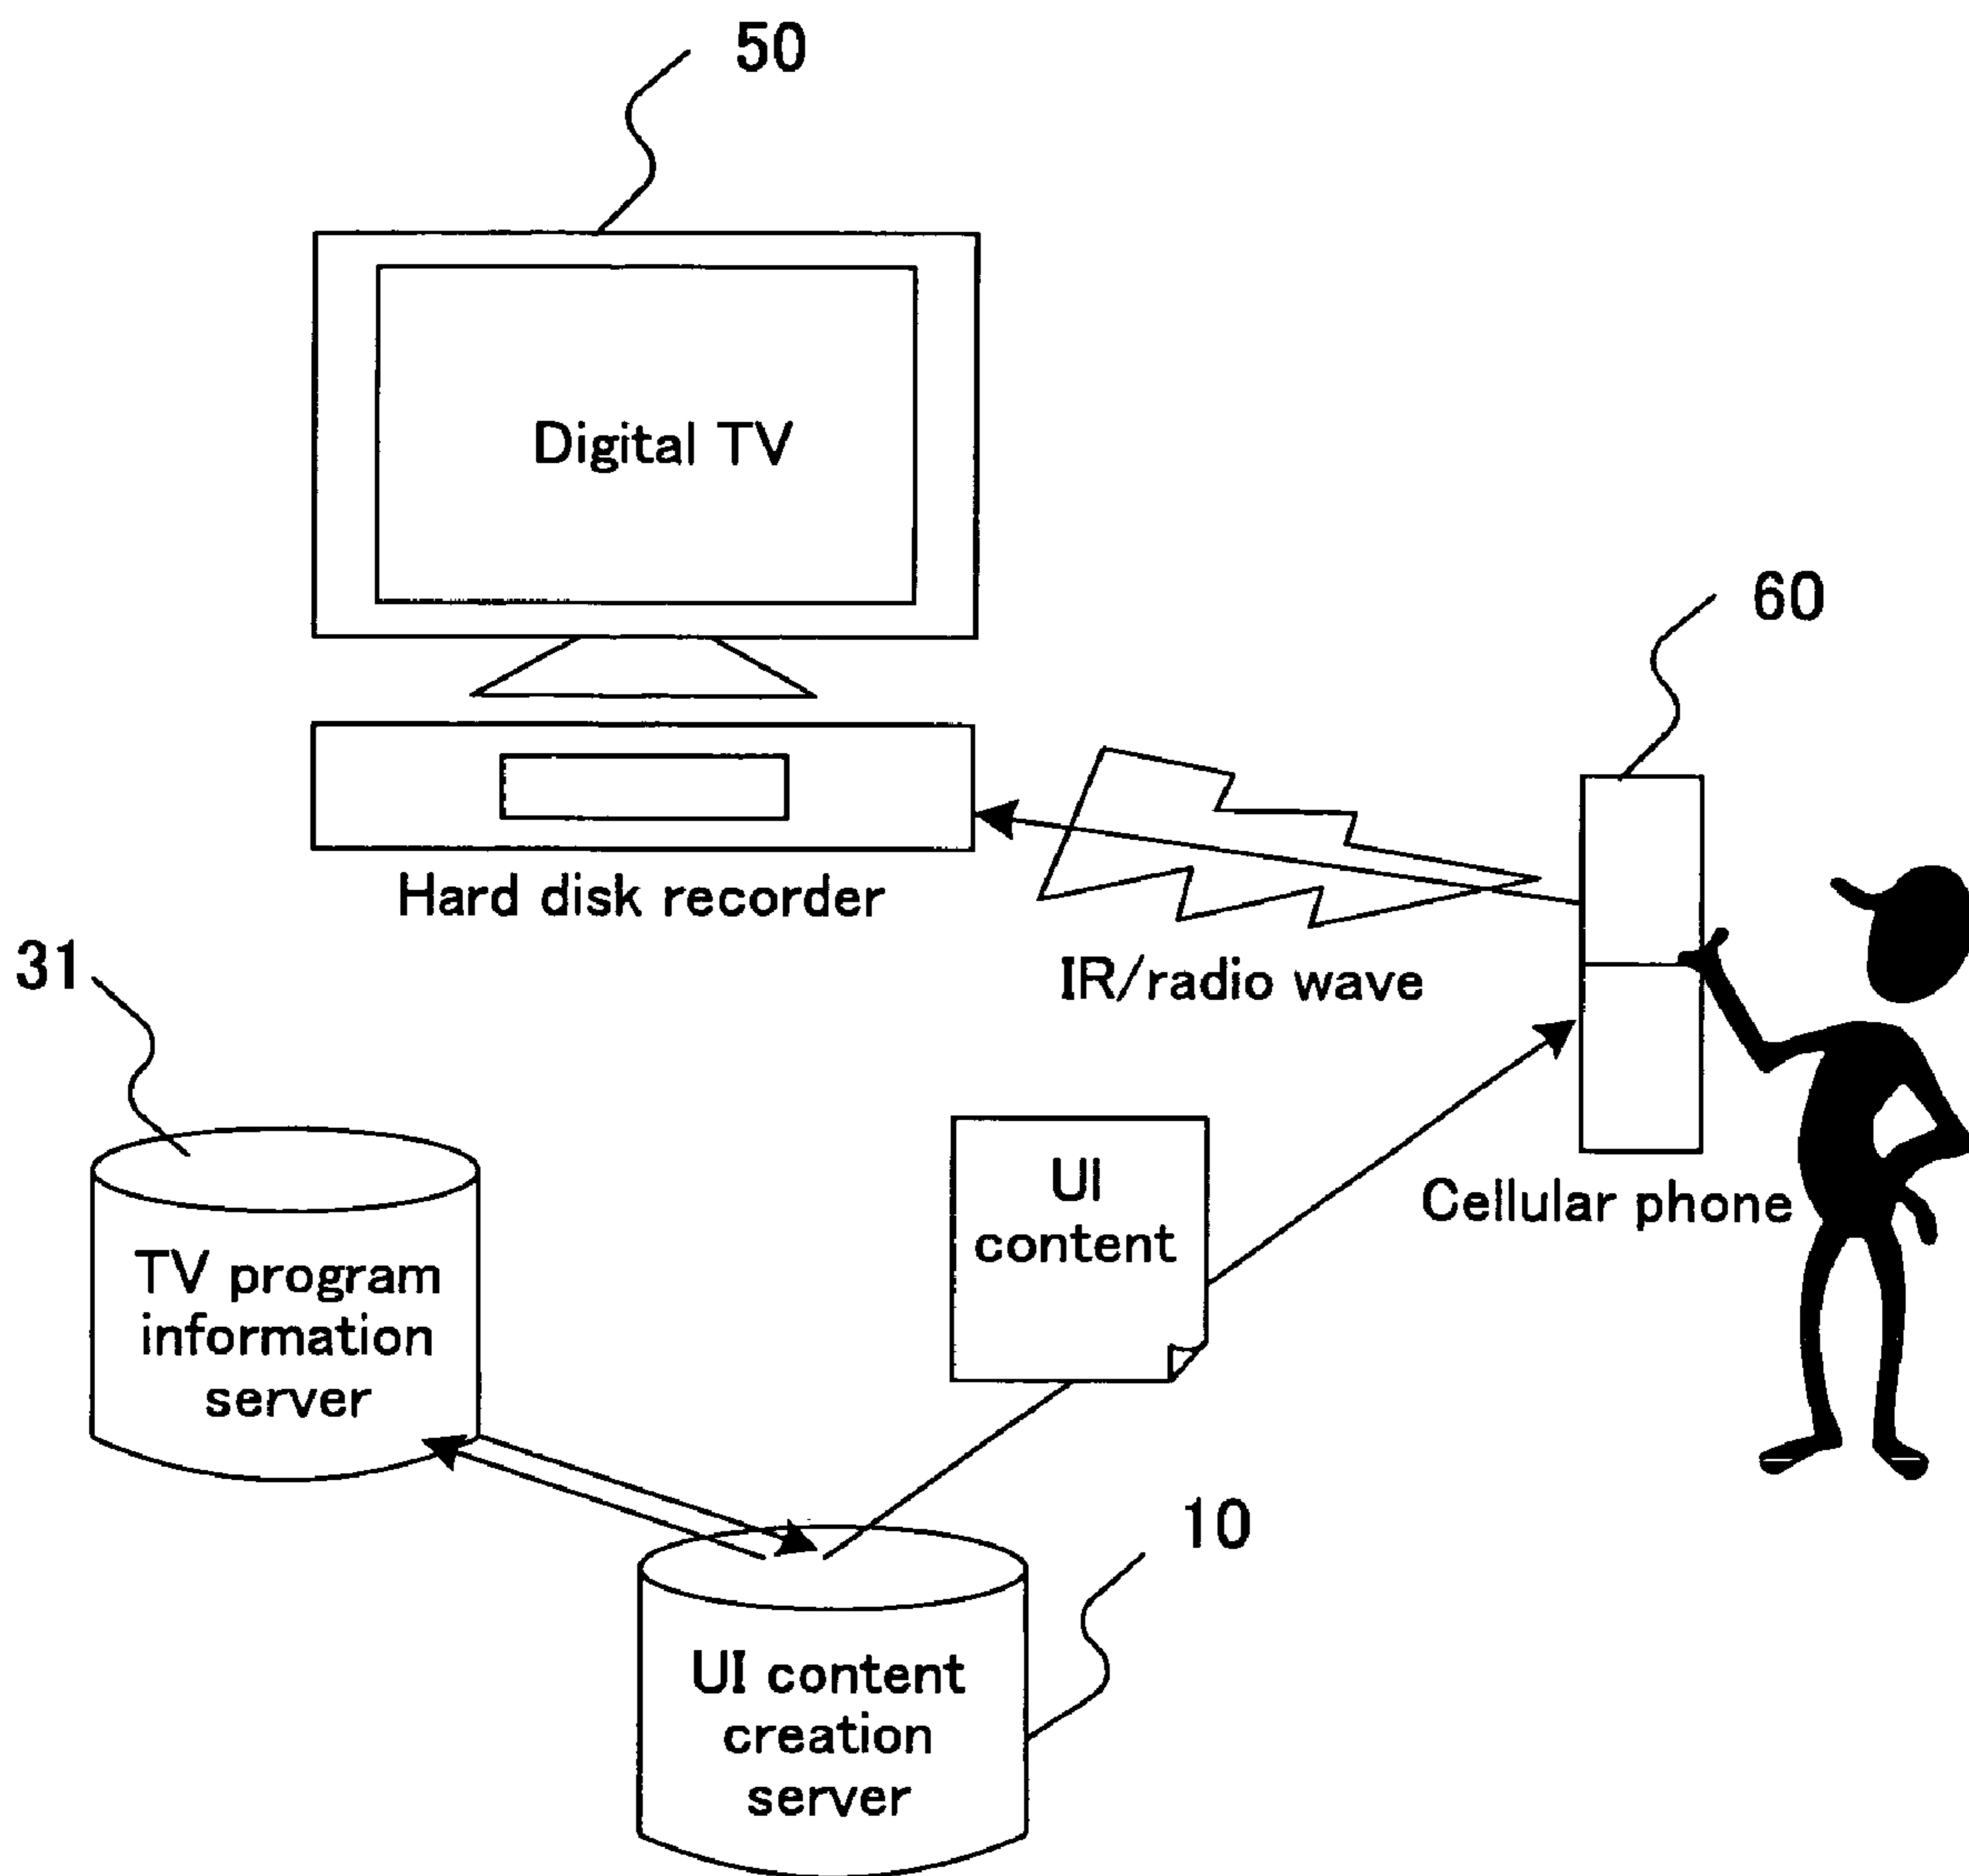 50
Digital TV
60
Hard disk recorder
31
IR/radio wave
UI
content
Cellular phone
TV program
information
server
10
UI content
creation
server